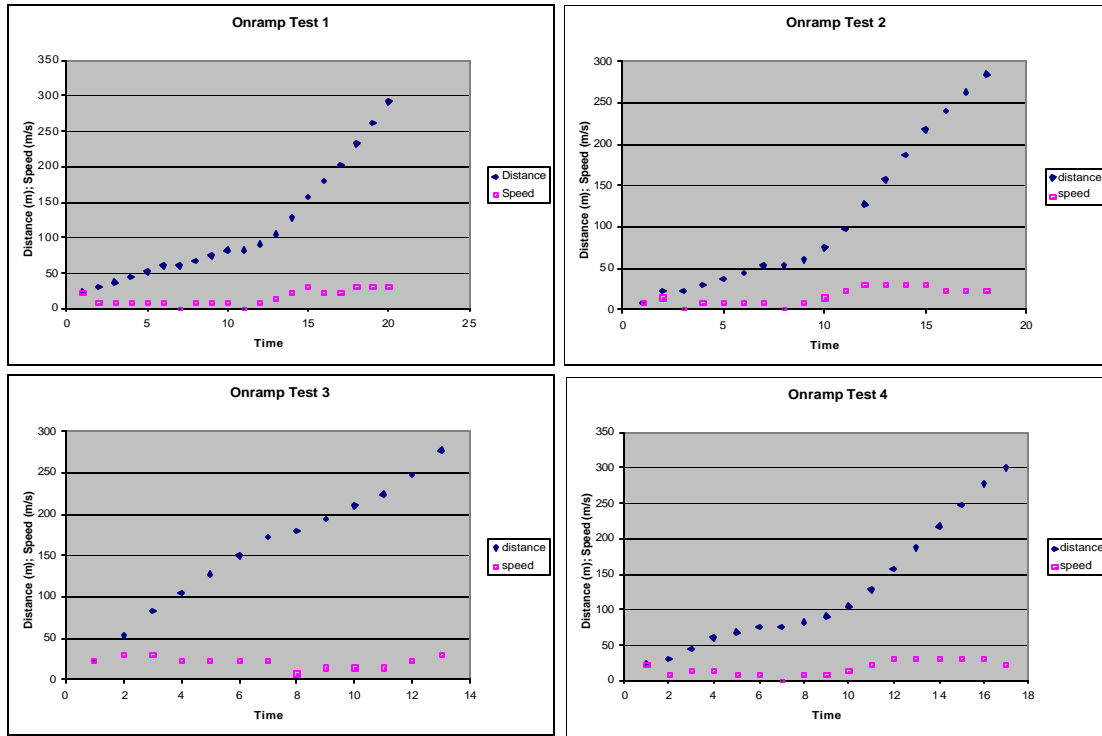 Onramp Test 1
Distance (m); Speed (m/s)
350
300
250
200
150
100
50
0
0 5 10 15 20 25
Time
Distance
Speed
Onramp Test 2
Distance (m); Speed (m/s)
300
250
200
150
100
50
0
0 5 10 15 20
Time
distance
speed
Onramp Test 3
Distance (m); Speed (m/s)
300
250
200
150
100
50
0
0 2 4 6 8 10 12 14
Time
distance
speed
Onramp Test 4
Distance (m); Speed (m/s)
350
300
250
200
150
100
50
0
0 2 4 6 8 10 12 14 16 18
Time
distance
speed